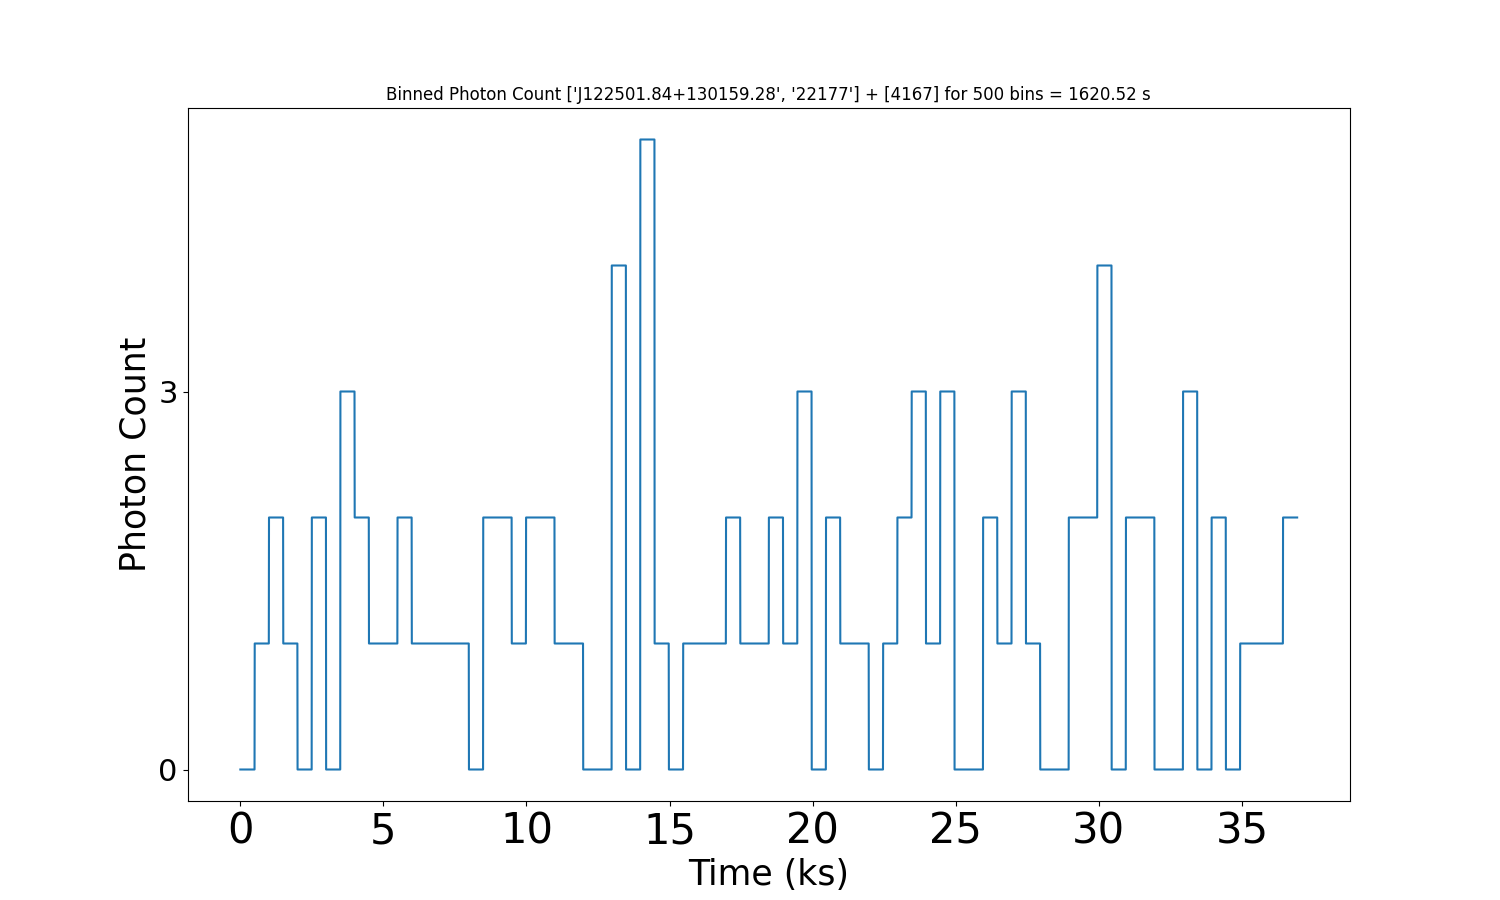 Binned Photon Count ['J122501.84+130159.28', '22177'] + [4167] for 500 bins = 1620.52 s
Photon Count
3
0
0 5 10 15 20 25 30 35
Time (ks)